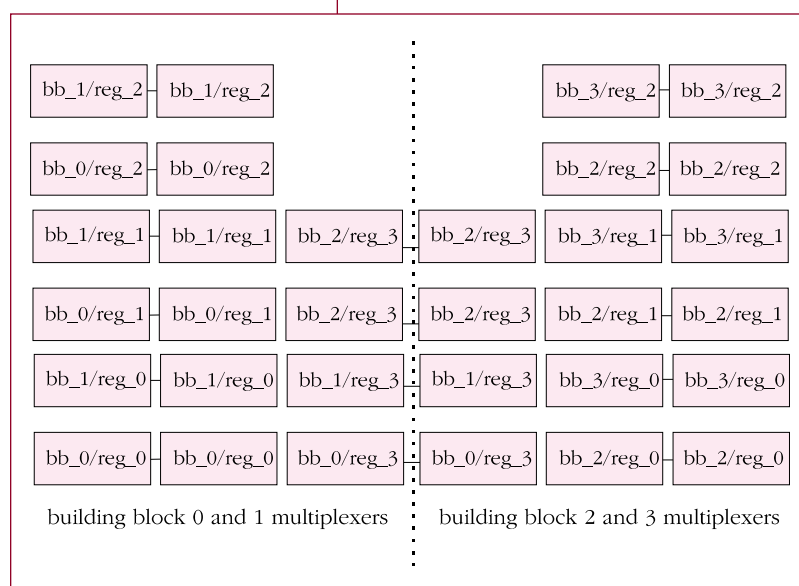 bb_1/reg_2 bb_1/reg_2 bb_3/reg_2 bb_3/reg_2
bb_0/reg_2 bb_0/reg_2 bb_2/reg_2 bb_2/reg_2
bb_1/reg_1 bb_1/reg_1 bb_2/reg_3 bb_2/reg_3 bb_3/reg_1 bb_3/reg_1
bb_0/reg_1 bb_0/reg_1 bb_2/reg_3 bb_2/reg_3 bb_2/reg_1 bb_2/reg_1
bb_1/reg_0 bb_1/reg_0 bb_1/reg_3 bb_1/reg_3 bb_3/reg_0 bb_3/reg_0
bb_0/reg_0 bb_0/reg_0 bb_0/reg_3 bb_0/reg_3 bb_2/reg_0 bb_2/reg_0
building block 0 and 1 multiplexers building block 2 and 3 multiplexers